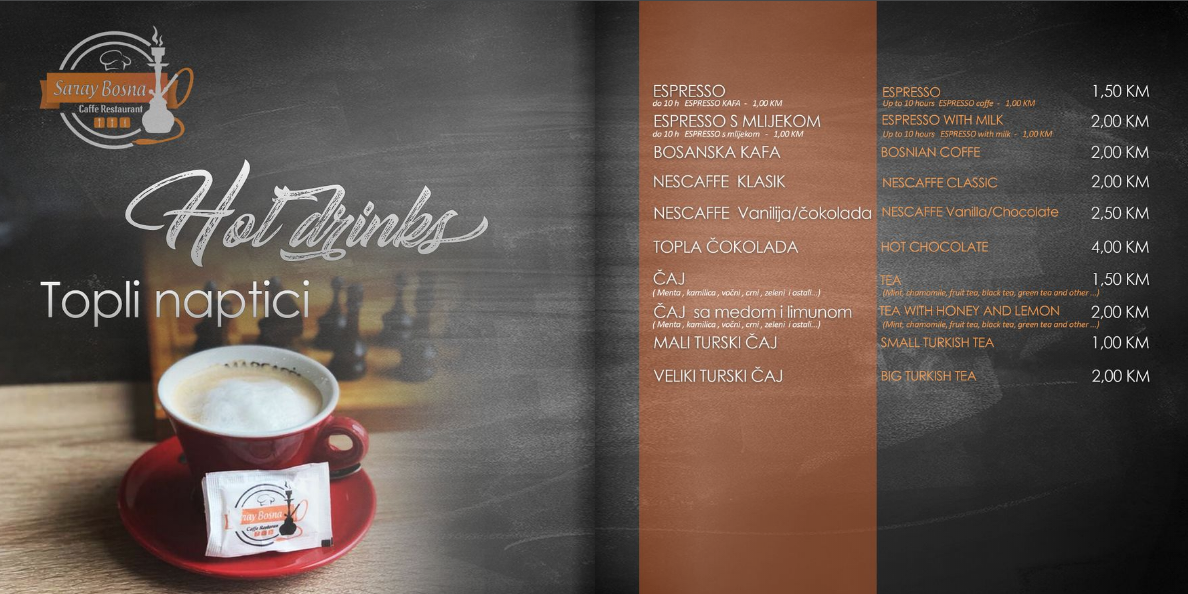 Saray Bosna
Caffe Restaurant
Hot drinks
Topli naptici
Saray Bosna
Caffe Restaurant
ESPRESSO ESPRESSO 1,50 KM
do 10 h ESPRESSO KAFA - 1,00 KM Up to 10 hours ESPRESSO coffe - 1,00 KM
ESPRESSO S MLIJEKOM ESPRESSO WITH MILK 2,00 KM
do 10 h ESPRESSO s mlijekom - 1,00 KM Up to 10 hours ESPRESSO with milk - 1,00 KM
BOSANSKA KAFA BOSNIAN COFFE 2,00 KM
NESCAFFE KLASIK NESCAFFE CLASSIC 2,00 KM
NESCAFFE Vanilija/čokolada NESCAFFE Vanilla/Chocolate 2,50 KM
TOPLA ČOKOLADA HOT CHOCOLATE 4,00 KM
ČAJ TEA 1,50 KM
( Menta , kamilica , voćni , crni , zeleni i ostali...) (Mint, chamomile, fruit tea, black tea, green tea and other ...)
ČAJ sa medom i limunom TEA WITH HONEY AND LEMON 2,00 KM
( Menta , kamilica , voćni , crni , zeleni i ostali...) (Mint, chamomile, fruit tea, black tea, green tea and other ...)
MALI TURSKI ČAJ SMALL TURKISH TEA 1,00 KM
VELIKI TURSKI ČAJ BIG TURKISH TEA 2,00 KM